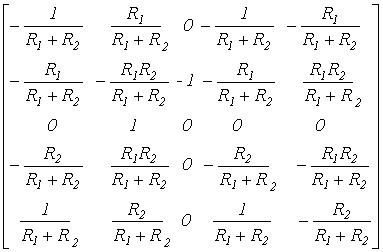 - 1/(R1 + R2) R1/(R1 + R2) 0 - 1/(R1 + R2) - R1/(R1 + R2)
- R1/(R1 + R2) - R1R2/(R1 + R2) -1 - R1/(R1 + R2) R1R2/(R1 + R2)
0 1 0 0 0
- R2/(R1 + R2) R1R2/(R1 + R2) 0 - R2/(R1 + R2) - R1R2/(R1 + R2)
1/(R1 + R2) R2/(R1 + R2) 0 1/(R1 + R2) - R2/(R1 + R2)